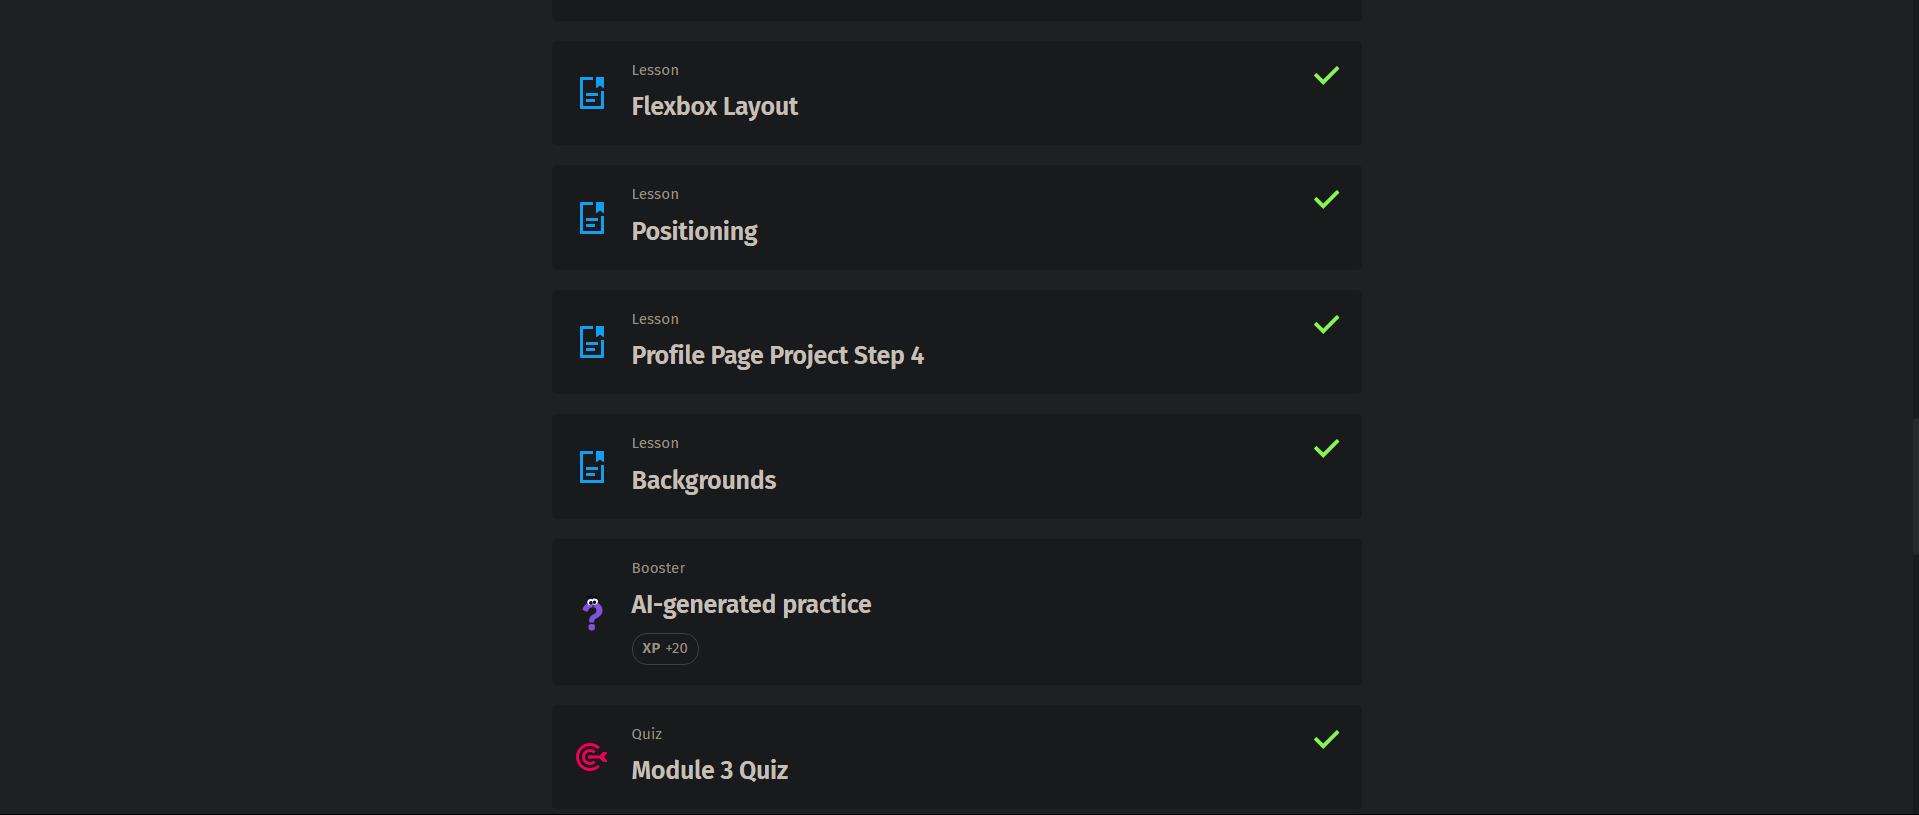 Lesson
Flexbox Layout
Lesson
Positioning
Lesson
Profile Page Project Step 4
Lesson
Backgrounds
Booster
AI-generated practice
XP +20
Quiz
Module 3 Quiz